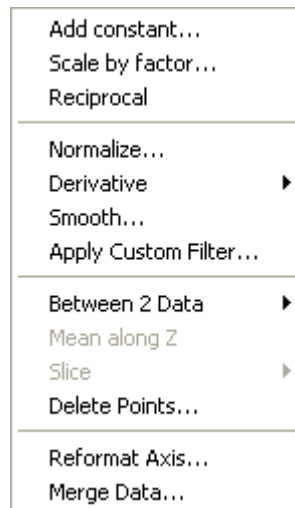 Add constant...
Scale by factor...
Reciprocal
Normalize...
Derivative
Smooth...
Apply Custom Filter...
Between 2 Data
Mean along Z
Slice
Delete Points...
Reformat Axis...
Merge Data...